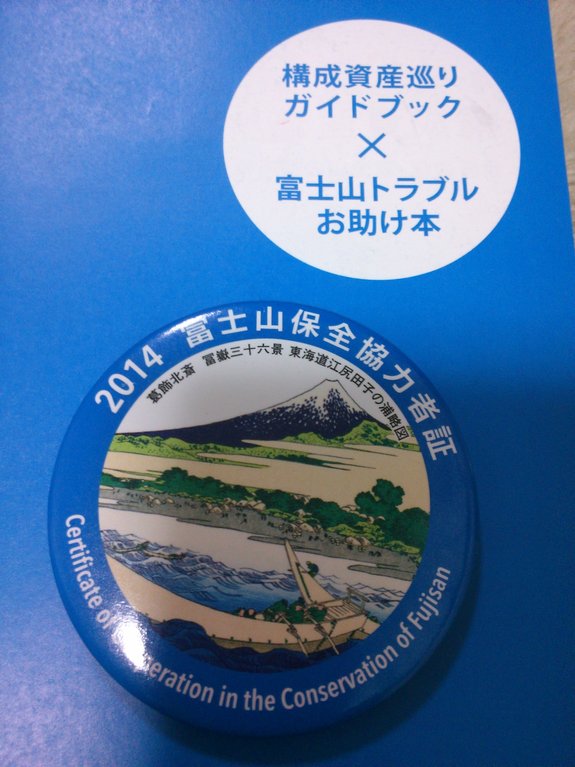 構成資産巡り
ガイドブック
×
富士山トラブル
お助け本
2014 富士山保全協力者証
葛飾北斎 冨嶽三十六景 東海道江尻田子の浦略図
Certificate of in the Conservation of Fujisan